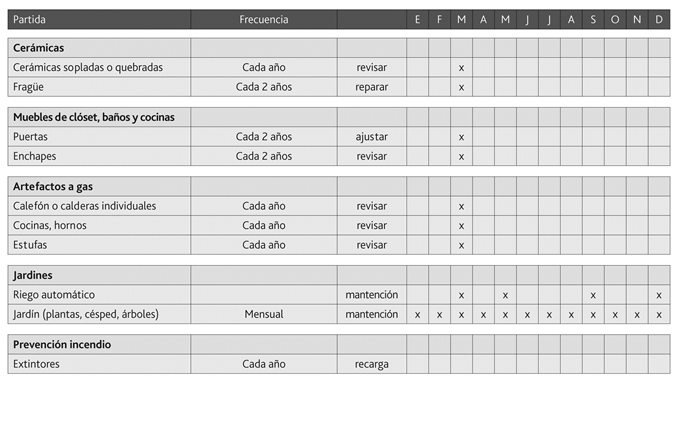 Partida Frecuencia E F M A M J J A S O N D
Cerámicas
Cerámicas sopladas o quebradas Cada año revisar x
Fragüe Cada 2 años reparar x
Muebles de clóset, baños y cocinas
Puertas Cada 2 años ajustar x
Enchapes Cada 2 años revisar x
Artefactos a gas
Calefón o calderas individuales Cada año revisar x
Cocinas, hornos Cada año revisar x
Estufas Cada año revisar x
Jardines
Riego automático mantención x x x x
Jardín (plantas, césped, árboles) Mensual mantención x x x x x x x x x x x x
Prevención incendio
Extintores Cada año recarga